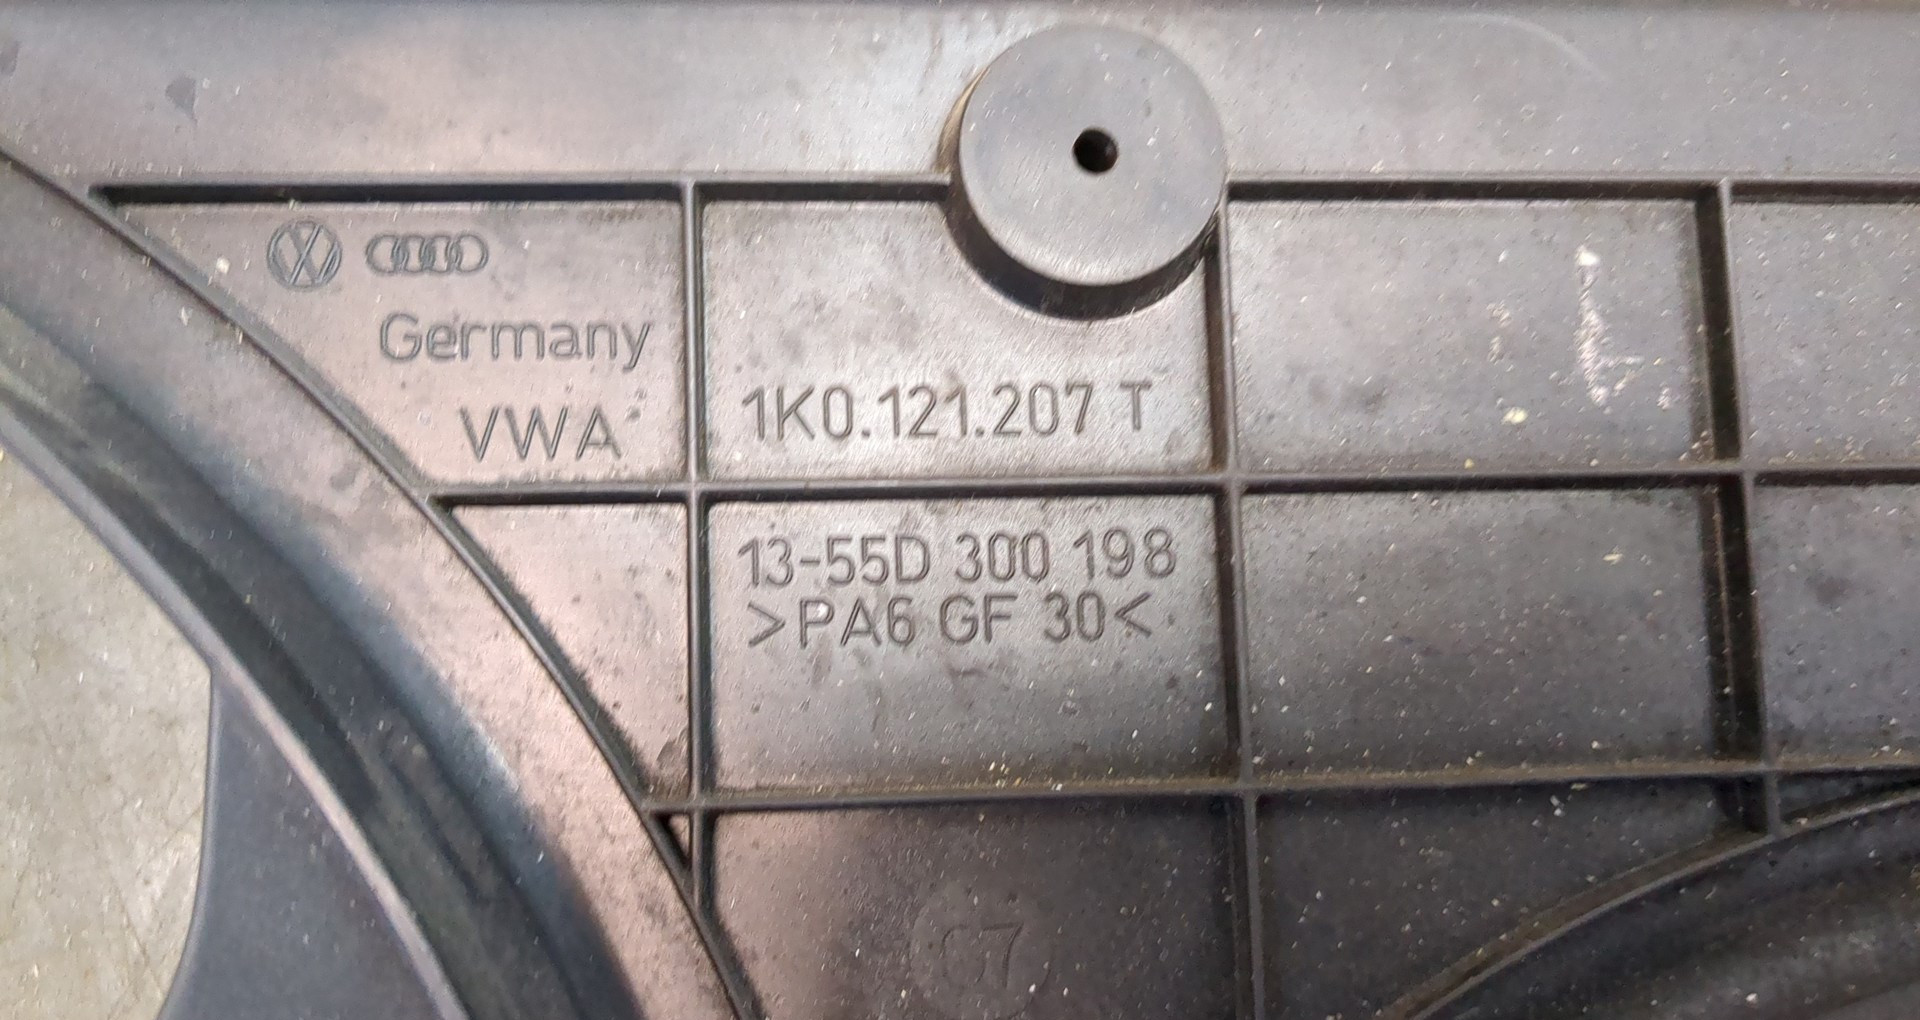 Germany
VWA
1K0.121.207 T
13-55D 300 198
>PA6 GF 30<